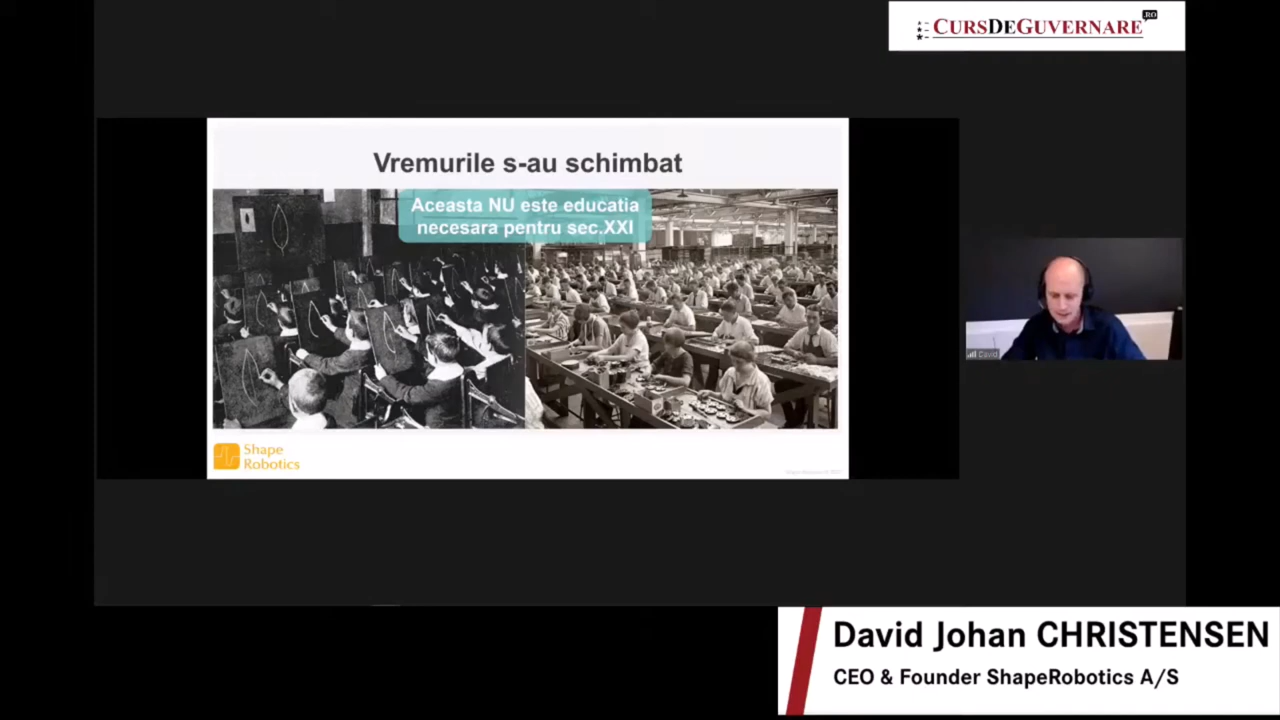 .RO
CURSDEGUVERNARE
Vremurile s-au schimbat
Aceasta NU este educatia
necesara pentru sec.XXI
David
Shape
Robotics
David Johan CHRISTENSEN
CEO & Founder ShapeRobotics A/S